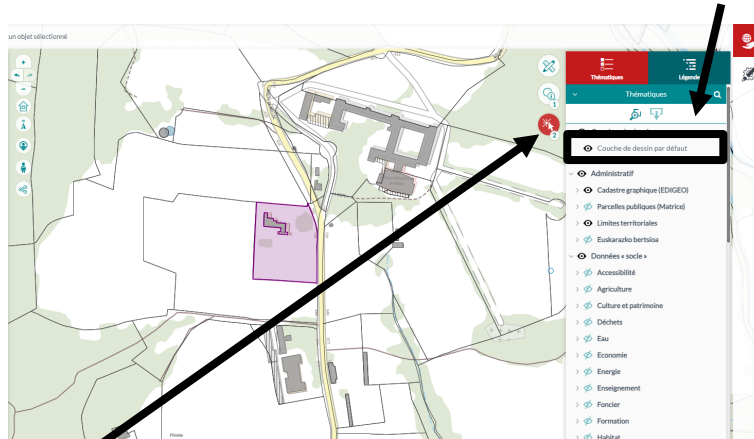 un objet sélectionné
1
2
Thématiques
Légende
Thématiques
Couche de dessin par défaut
Administratif
Cadastre graphique (EDIGEO)
Parcelles publiques (Matrice)
Limites territoriales
Euskarazko bertsioa
Données « socle »
Accessibilité
Agriculture
Culture et patrimoine
Déchets
Eau
Economie
Energie
Enseignement
Foncier
Formation
Habitat